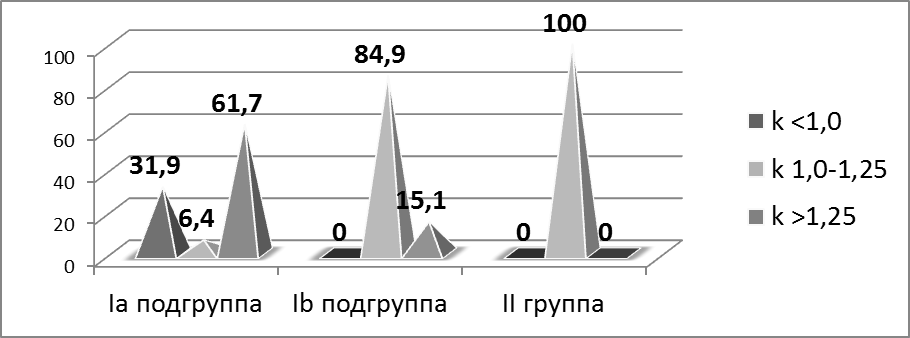 100
80
60
40
20
0
31,9
6,4
61,7
0
84,9
15,1
0
100
0
Ia подгруппа
Ib подгруппа
II группа
k <1,0
k 1,0-1,25
k >1,25